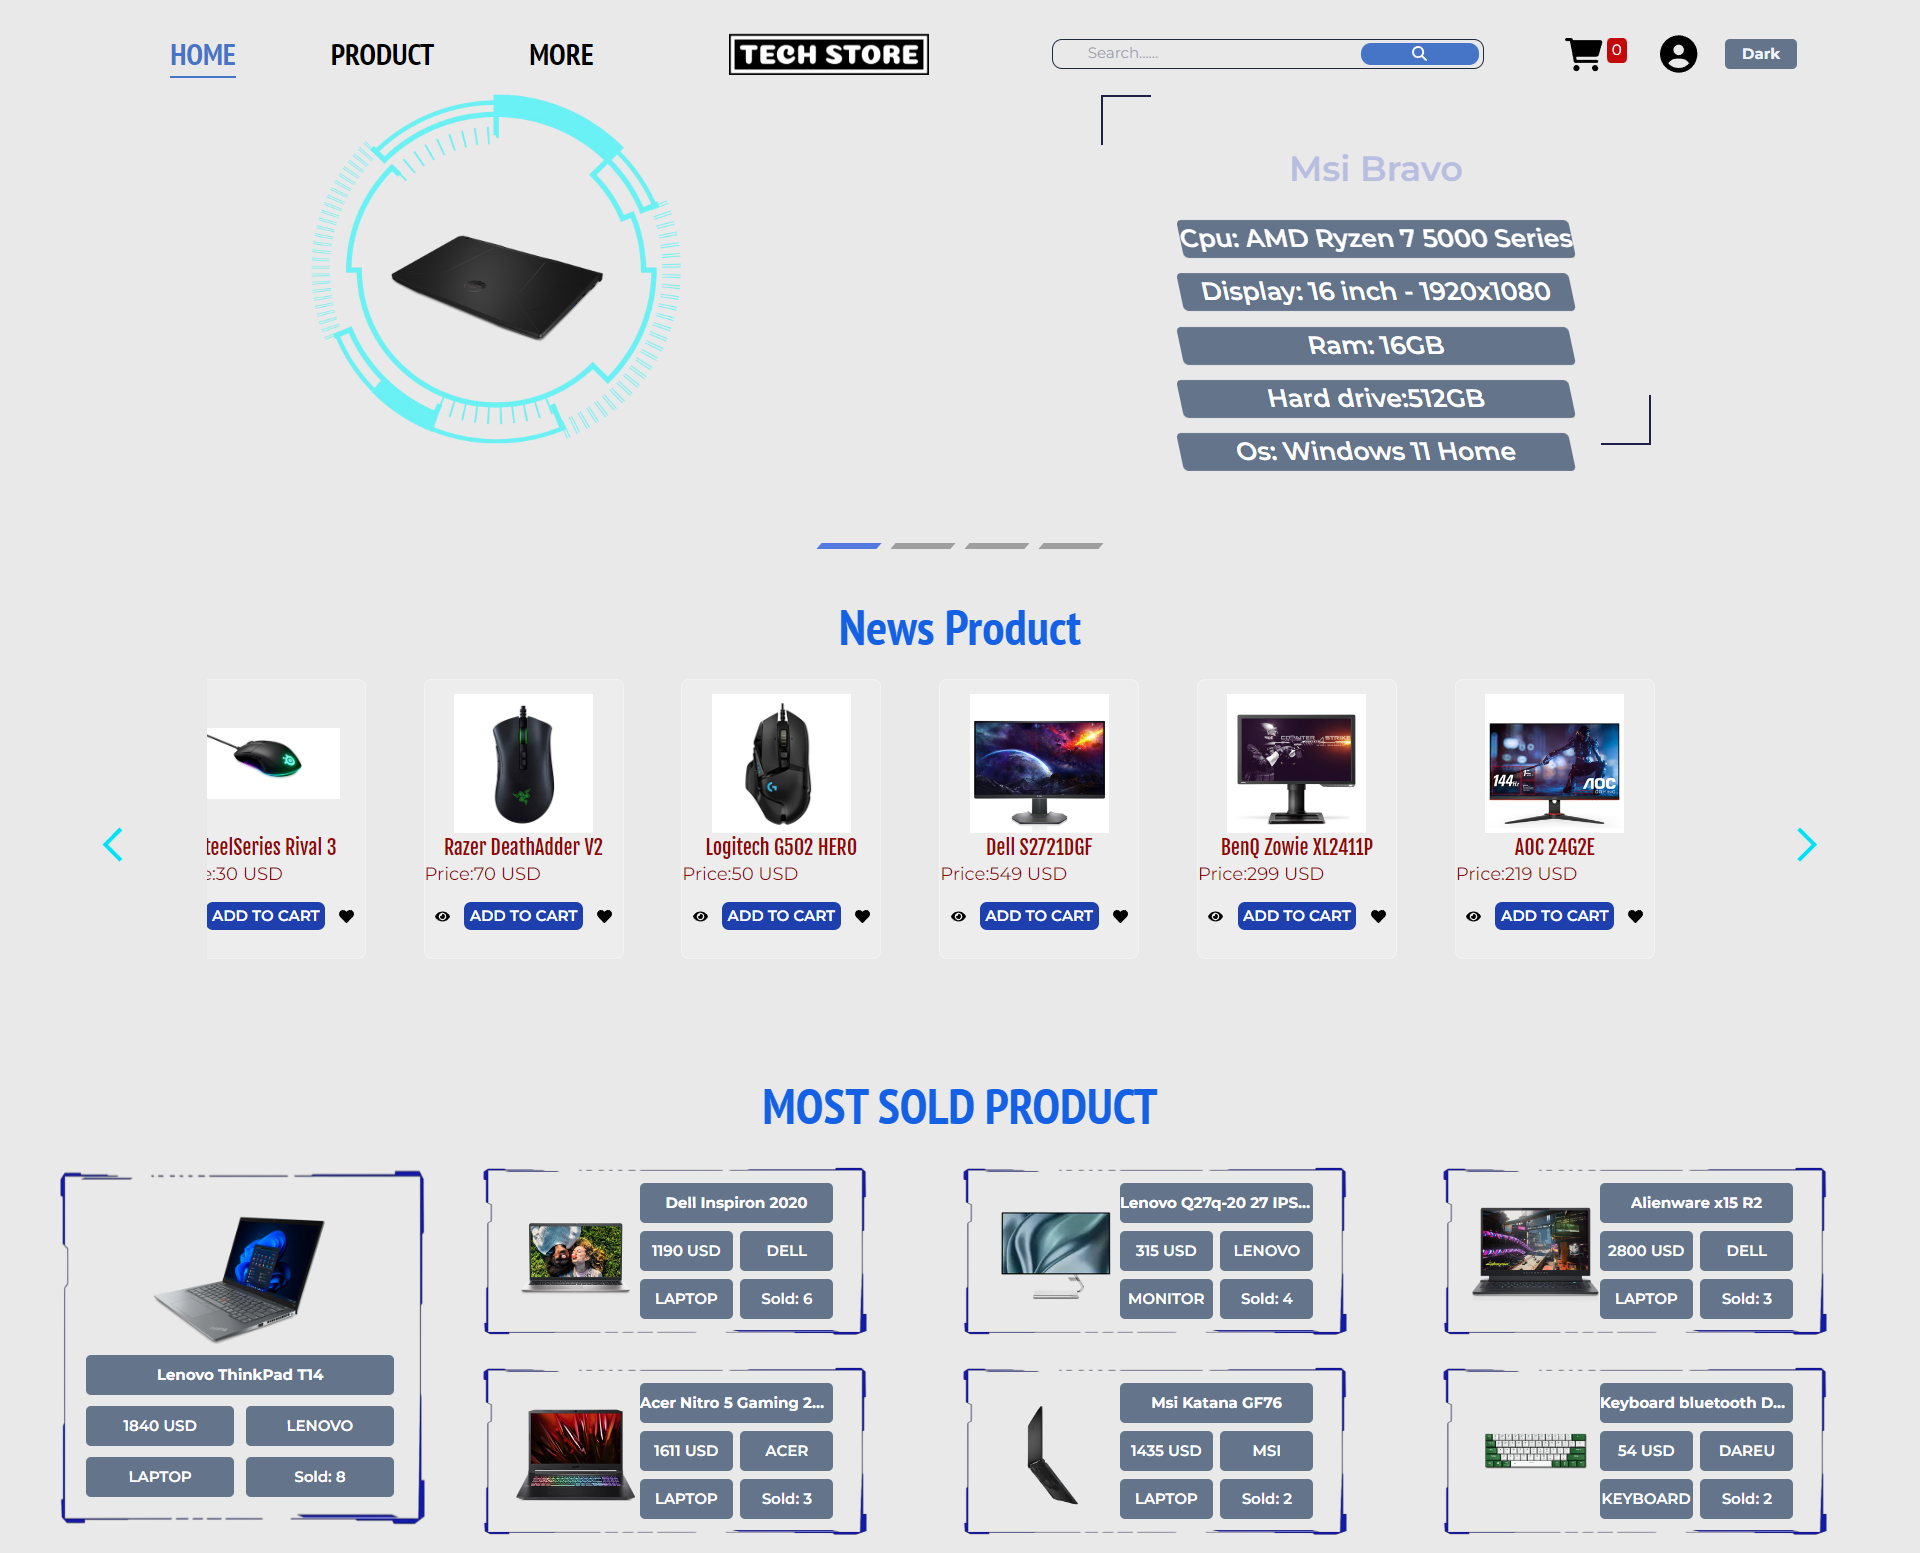 HOME
PRODUCT
MORE
TECH STORE
Search......
0
Dark
Msi Bravo
Cpu: AMD Ryzen 7 5000 Series
Display: 16 inch - 1920x1080
Ram: 16GB
Hard drive:512GB
Os: Windows 11 Home
News Product
teelSeries Rival 3
e:30 USD
ADD TO CART
Razer DeathAdder V2
Price:70 USD
ADD TO CART
Logitech G502 HERO
Price:50 USD
ADD TO CART
Dell S2721DGF
Price:549 USD
ADD TO CART
COUNTER STRIKE
BenQ Zowie XL2411P
Price:299 USD
ADD TO CART
144Hz
AOC
AOC 24G2E
Price:219 USD
ADD TO CART
MOST SOLD PRODUCT
Lenovo ThinkPad T14
1840 USD
LENOVO
LAPTOP
Sold: 8
Dell Inspiron 2020
1190 USD
DELL
LAPTOP
Sold: 6
Lenovo Q27q-20 27 IPS...
315 USD
LENOVO
MONITOR
Sold: 4
Alienware x15 R2
2800 USD
DELL
LAPTOP
Sold: 3
Acer Nitro 5 Gaming 2...
1611 USD
ACER
LAPTOP
Sold: 3
Msi Katana GF76
1435 USD
MSI
LAPTOP
Sold: 2
Keyboard bluetooth D...
54 USD
DAREU
KEYBOARD
Sold: 2